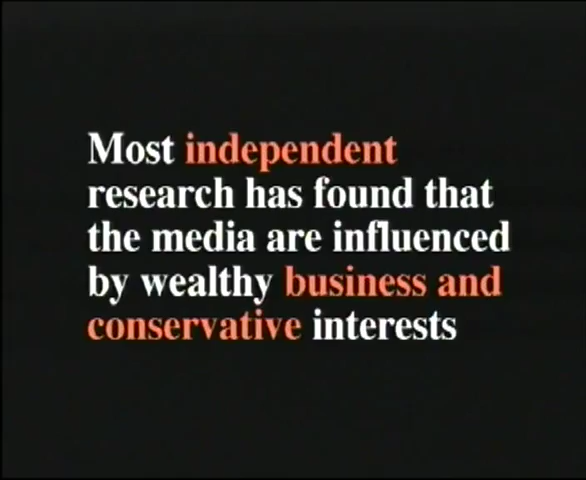 Most independent
research has found that
the media are influenced
by wealthy business and
conservative interests